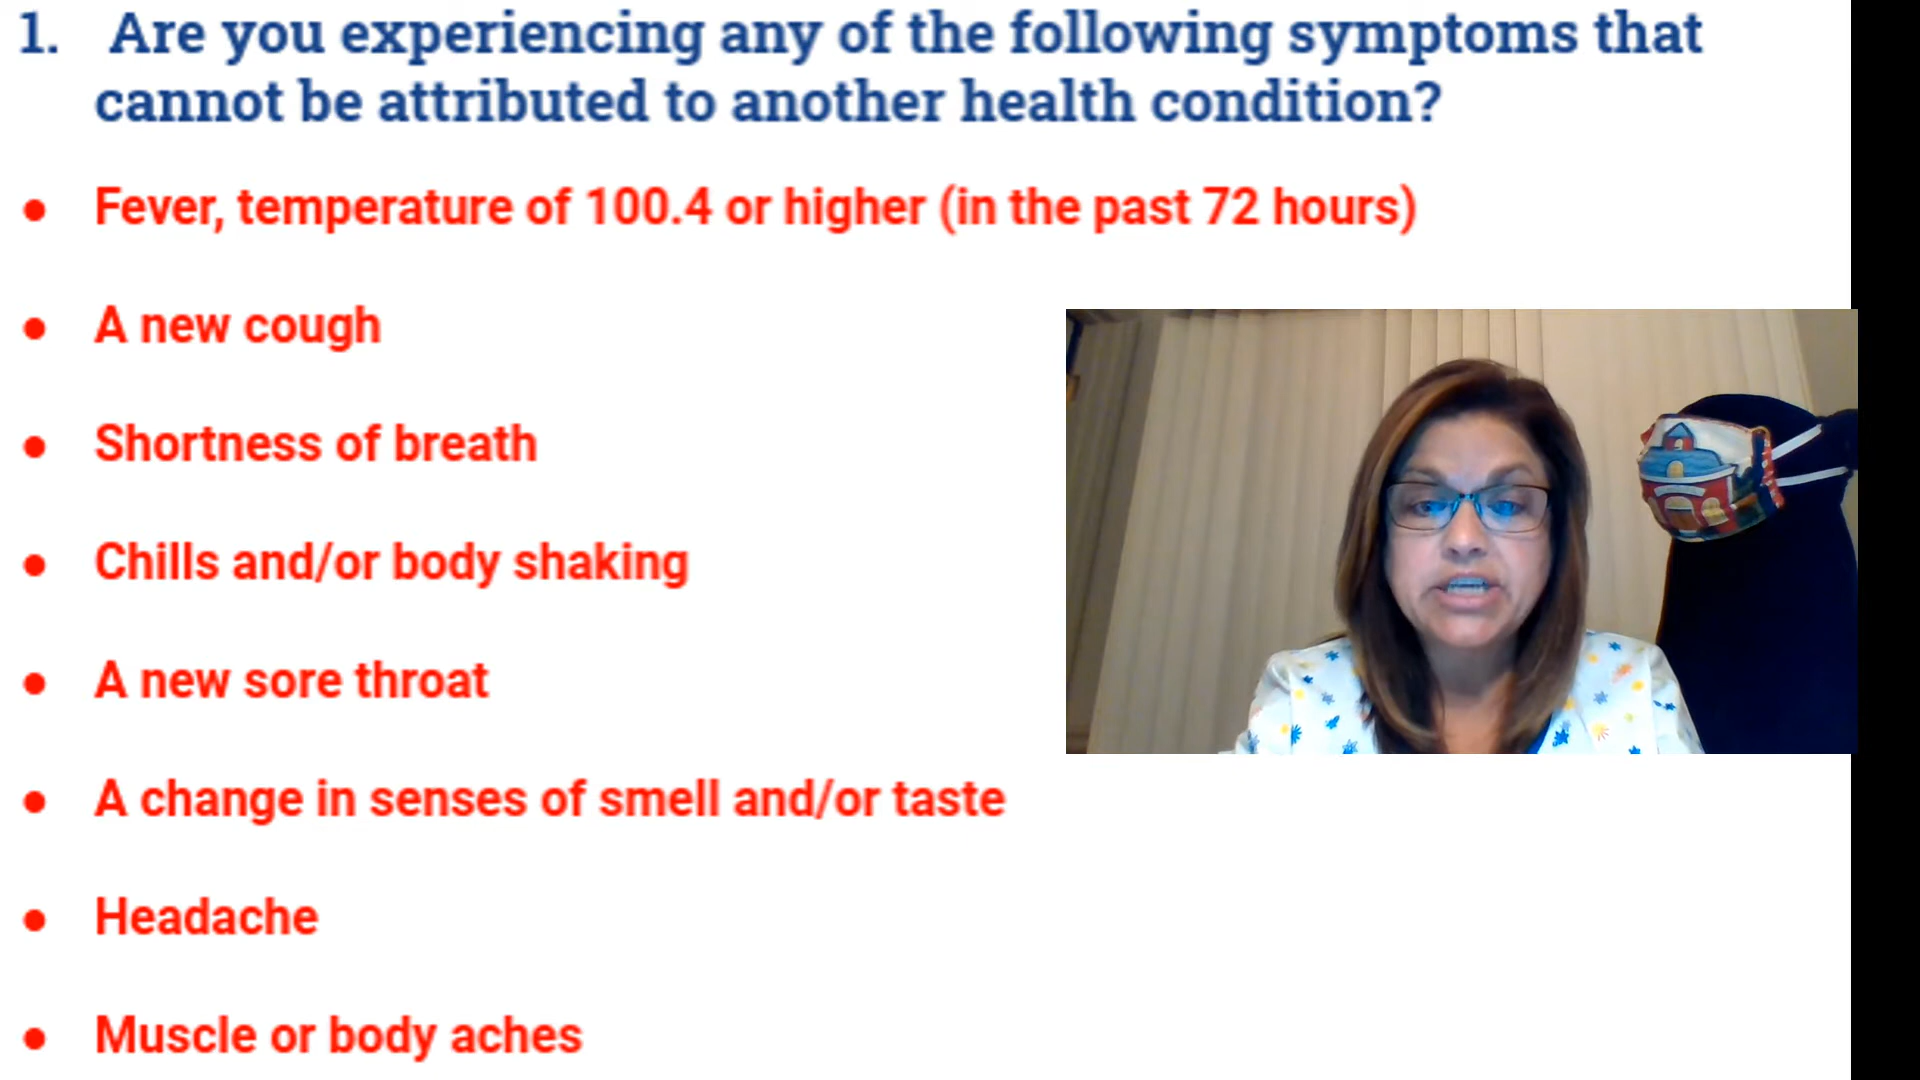 1. Are you experiencing any of the following symptoms that
cannot be attributed to another health condition?
● Fever, temperature of 100.4 or higher (in the past 72 hours)
● A new cough
● Shortness of breath
● Chills and/or body shaking
● A new sore throat
● A change in senses of smell and/or taste
● Headache
● Muscle or body aches